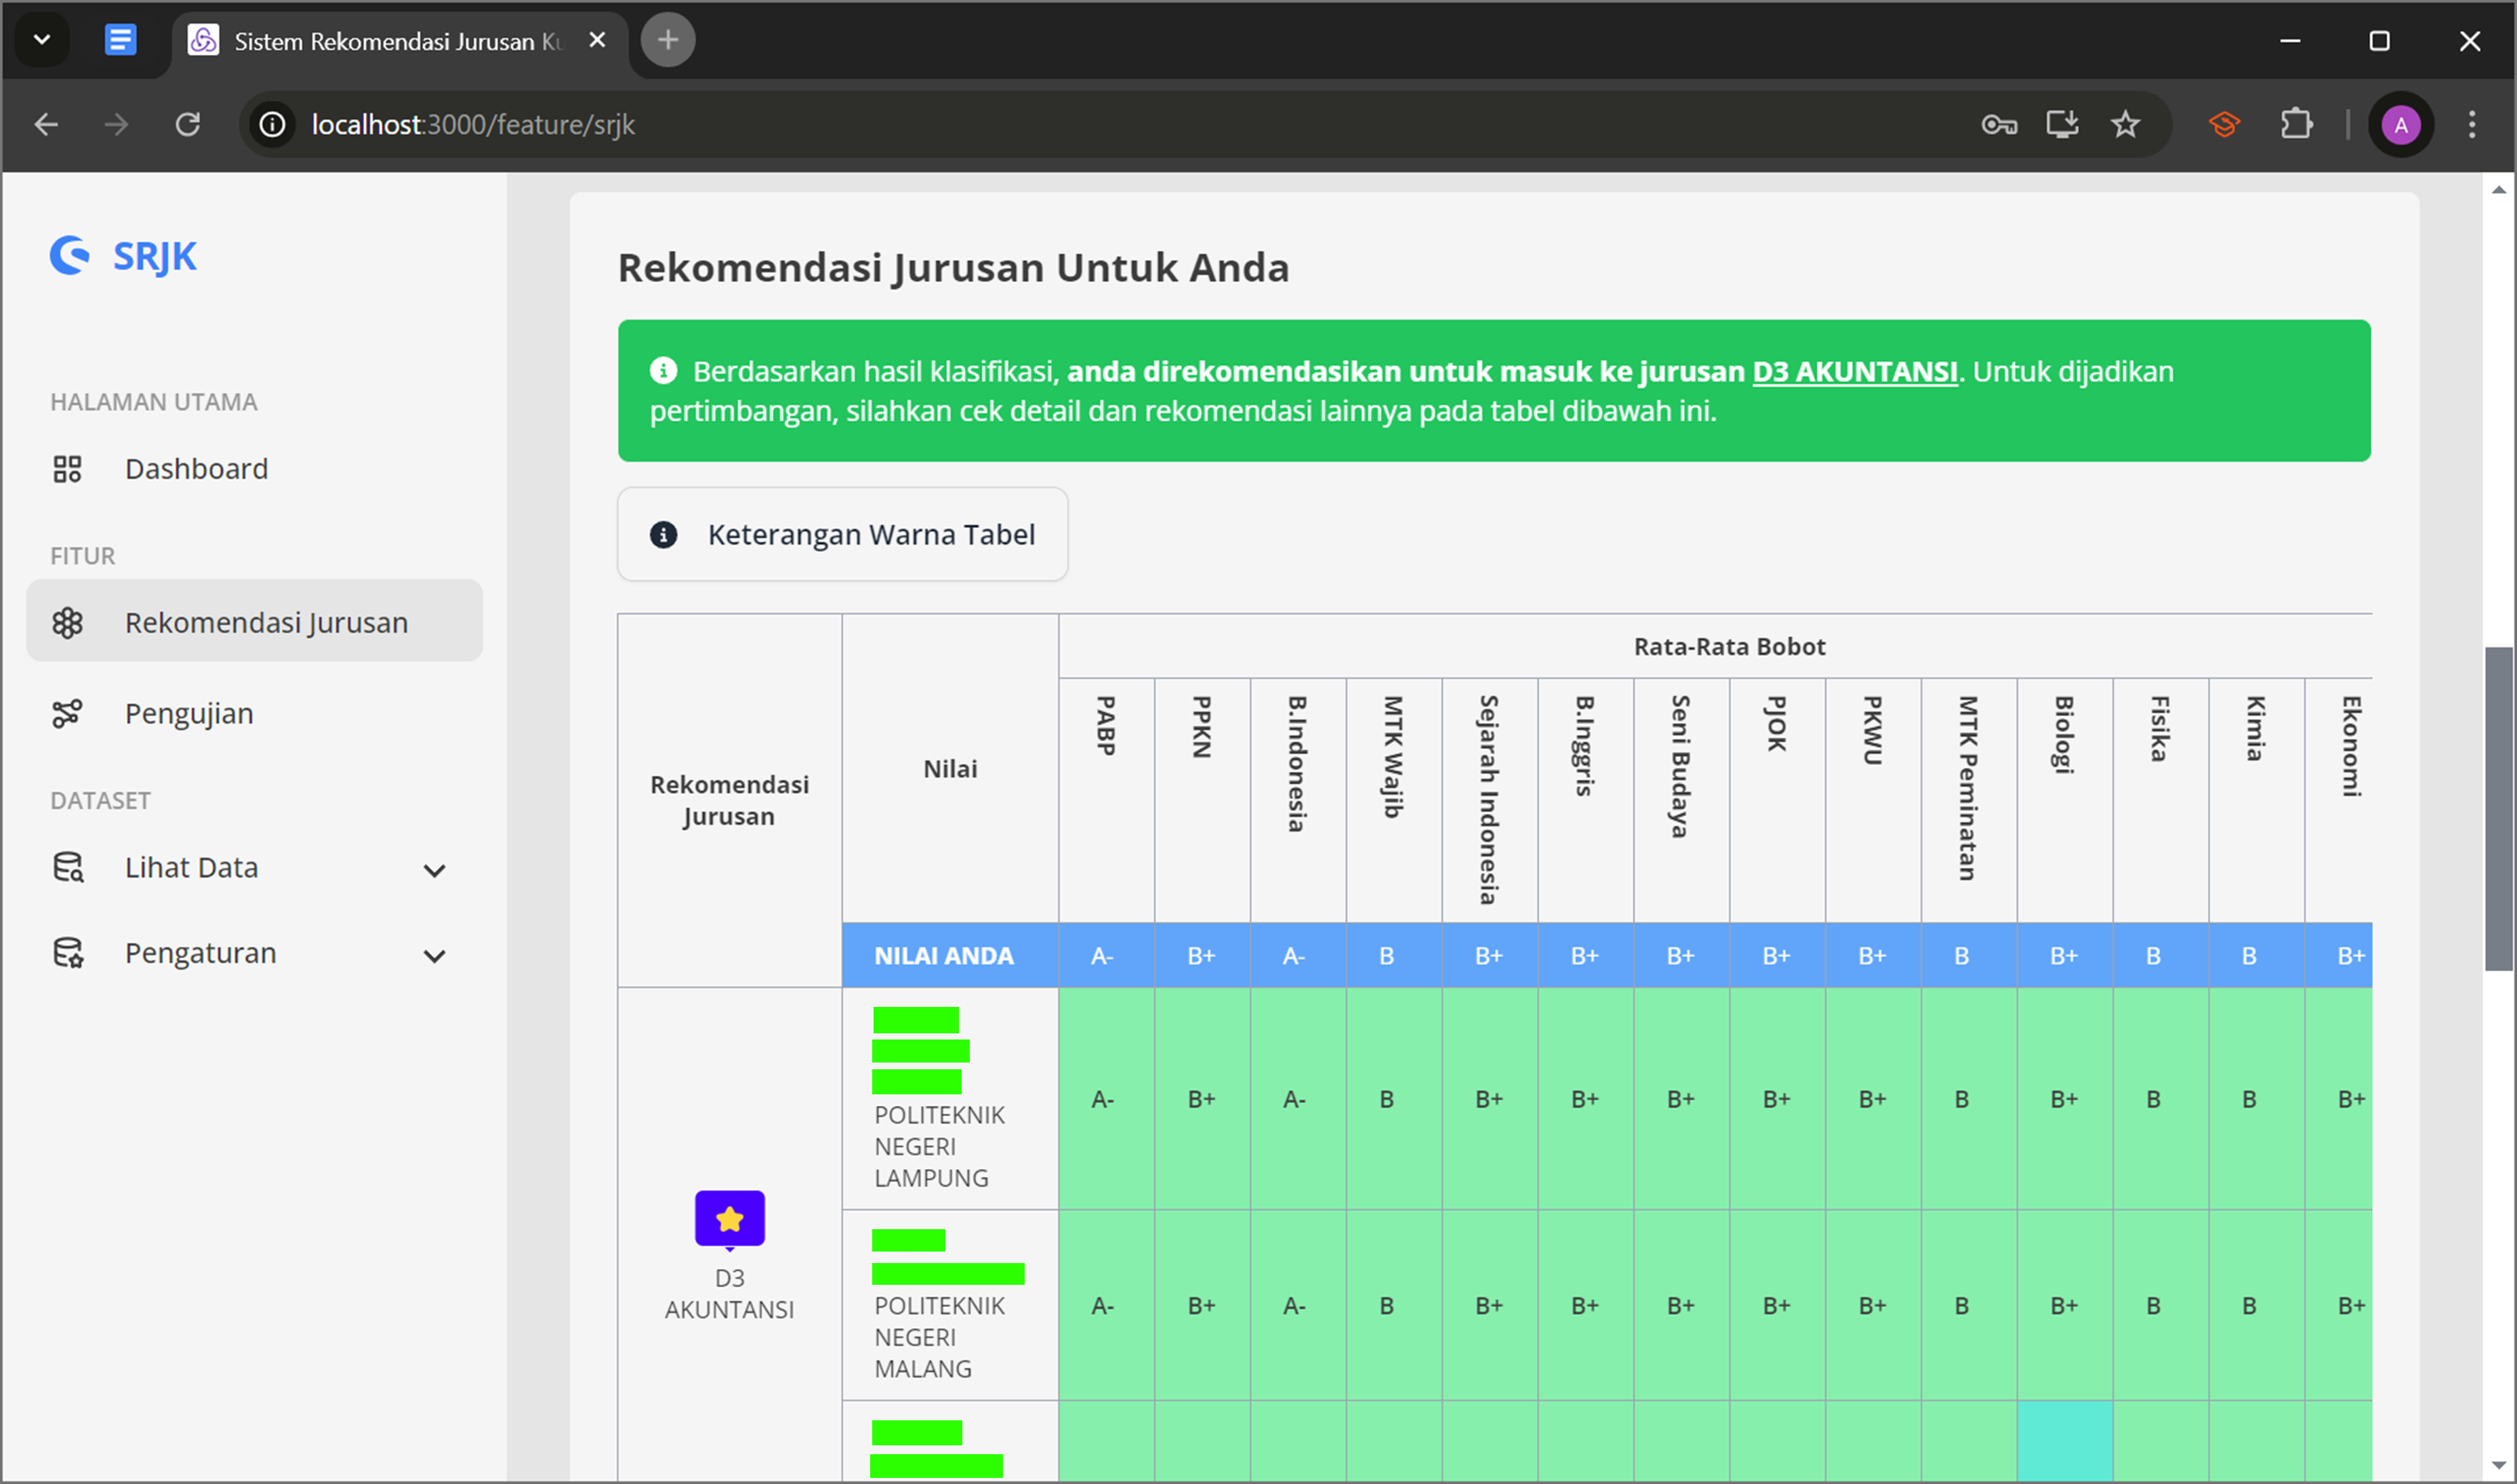 Sistem Rekomendasi Jurusan Ku
localhost:3000/feature/srjk
A
SRJK
HALAMAN UTAMA
Dashboard
FITUR
Rekomendasi Jurusan
Pengujian
DATASET
Lihat Data
Pengaturan
Rekomendasi Jurusan Untuk Anda
Berdasarkan hasil klasifikasi, anda direkomendasikan untuk masuk ke jurusan D3 AKUNTANSI. Untuk dijadikan
pertimbangan, silahkan cek detail dan rekomendasi lainnya pada tabel dibawah ini.
Keterangan Warna Tabel
Rekomendasi
Jurusan
Nilai
Rata-Rata Bobot
PABP
PPKN
B.Indonesia
MTK Wajib
Sejarah Indonesia
B.Inggris
Seni Budaya
PJOK
PKWU
MTK Peminatan
Biologi
Fisika
Kimia
Ekonomi
NILAI ANDA A- B+ A- B B+ B+ B+ B+ B+ B B+ B B B+
D3
AKUNTANSI
POLITEKNIK
NEGERI
LAMPUNG
A- B+ A- B B+ B+ B+ B+ B+ B B+ B B B+
POLITEKNIK
NEGERI
MALANG
A- B+ A- B B+ B+ B+ B+ B+ B B+ B B B+